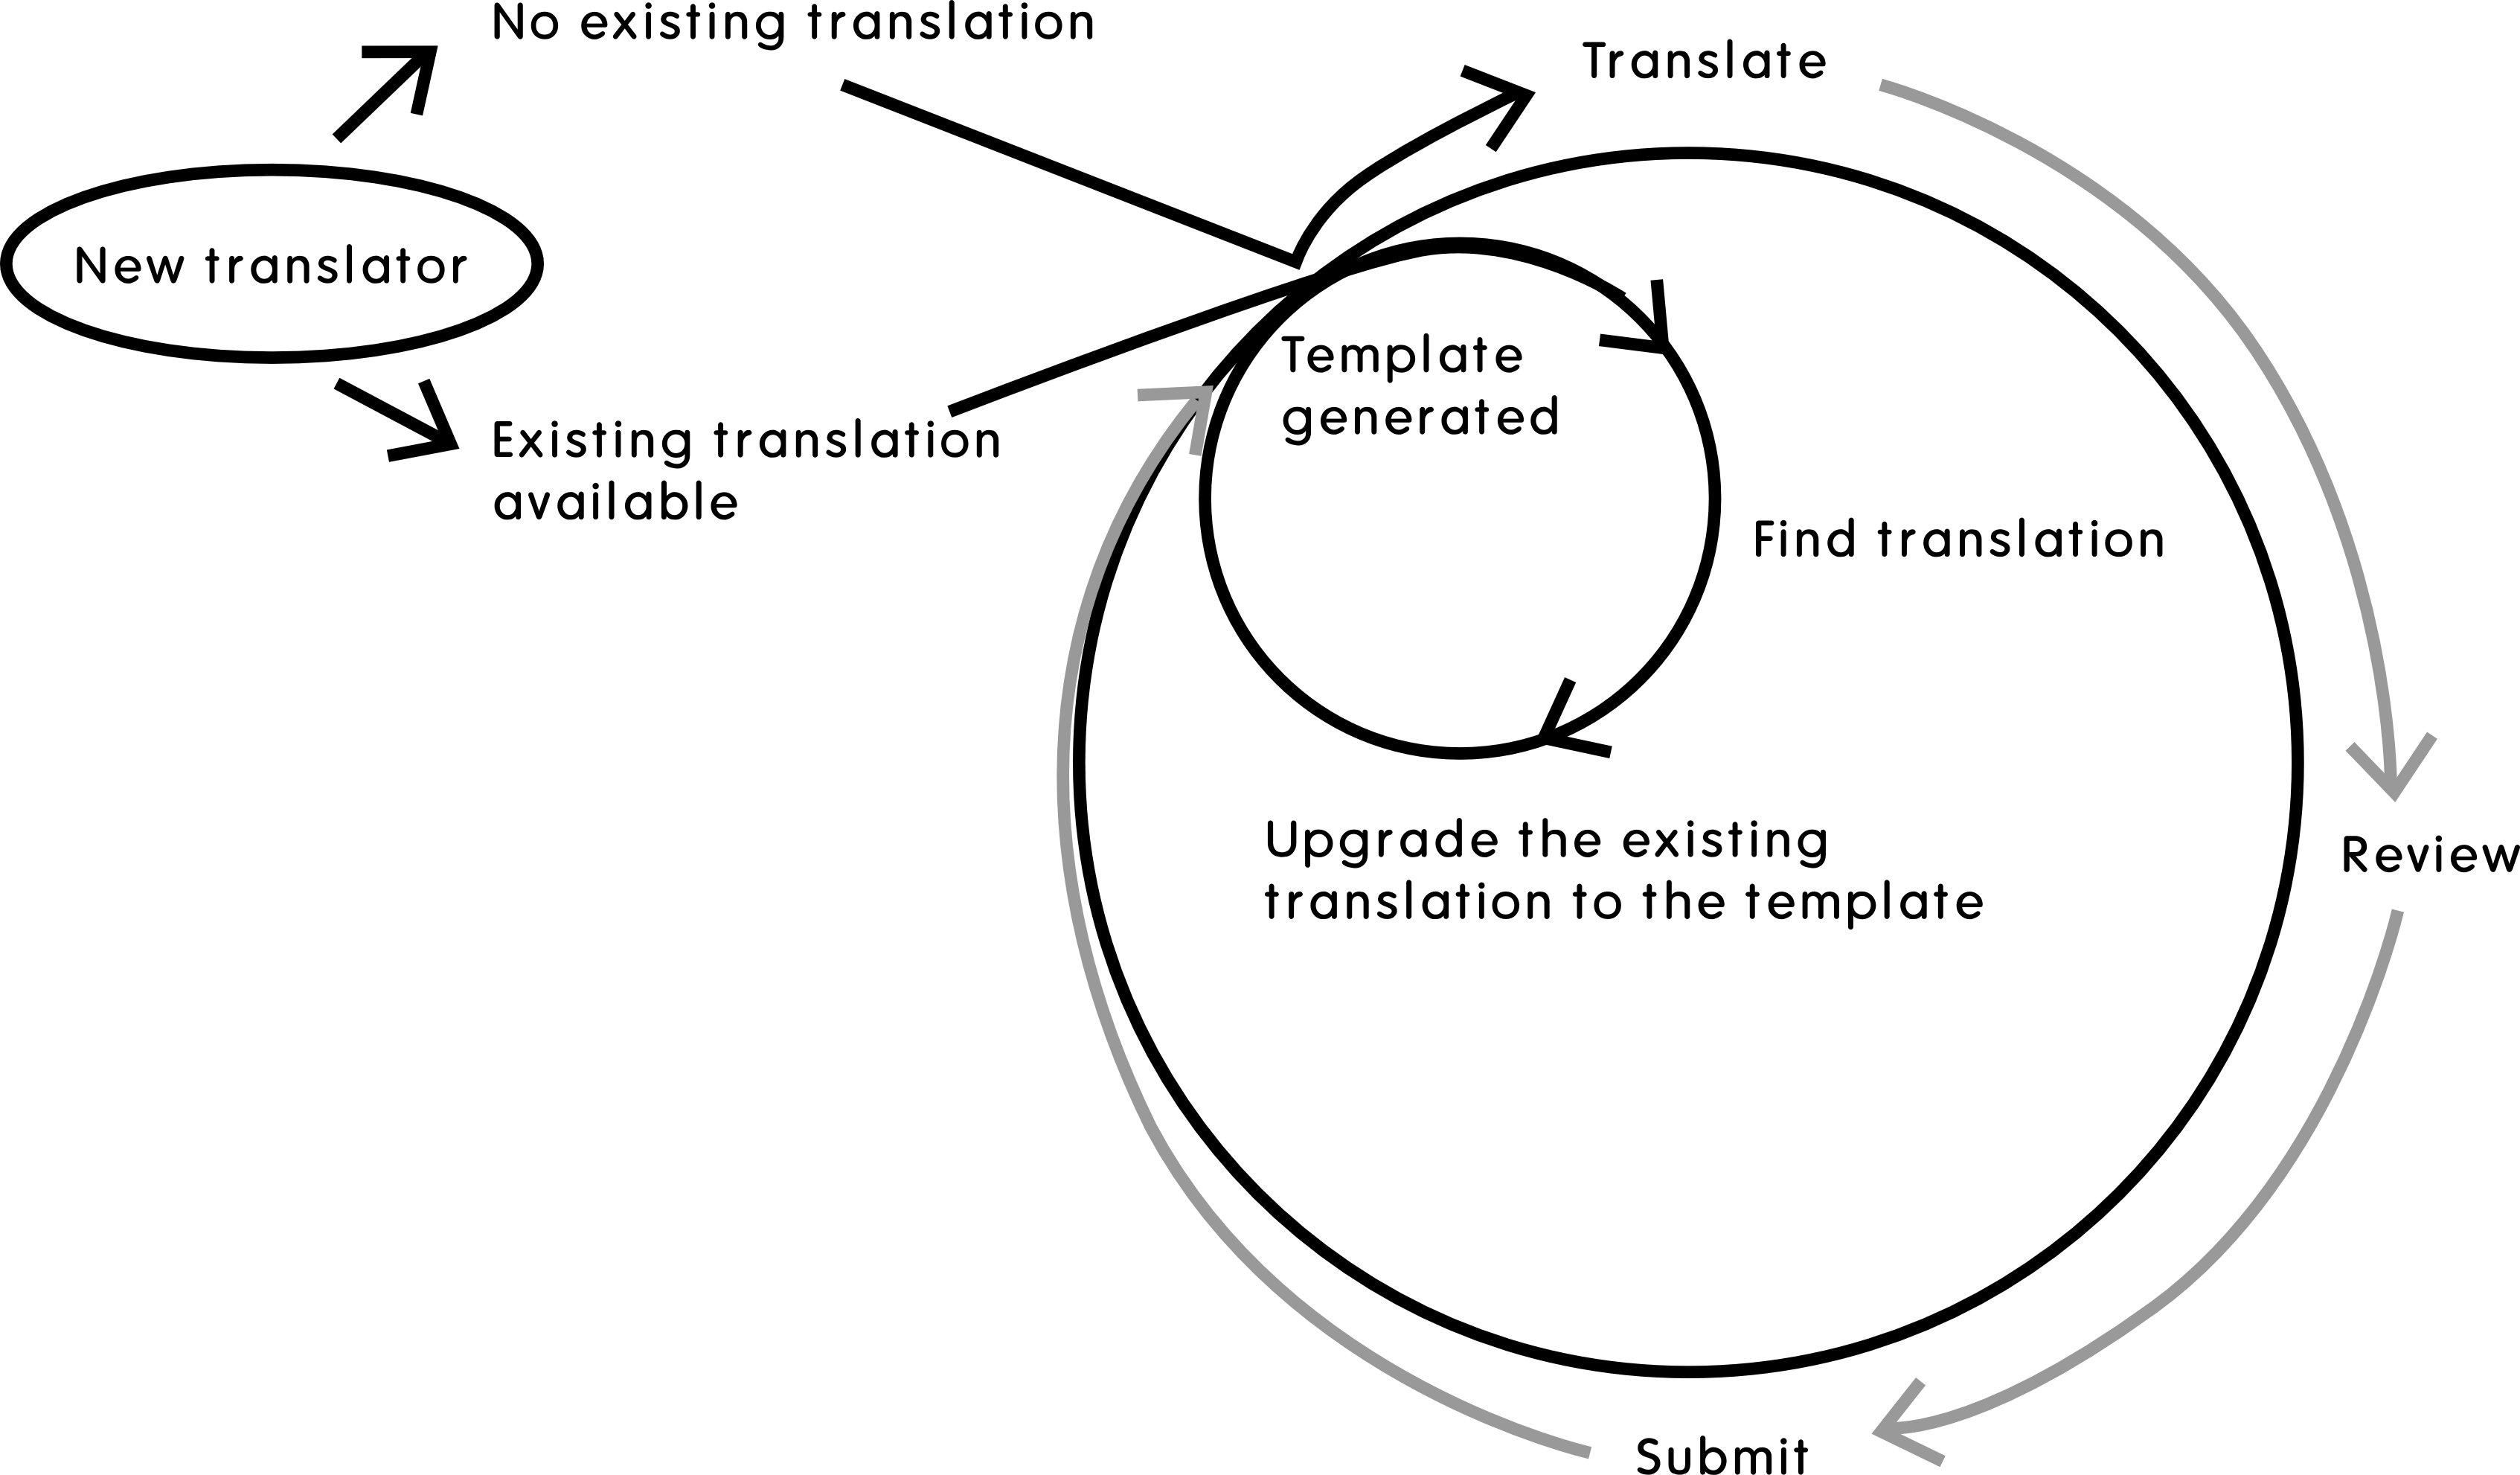 No existing translation
Translate
New translator
Template
generated
Existing translation
available
Find translation
Upgrade the existing
translation to the template
Review
Submit